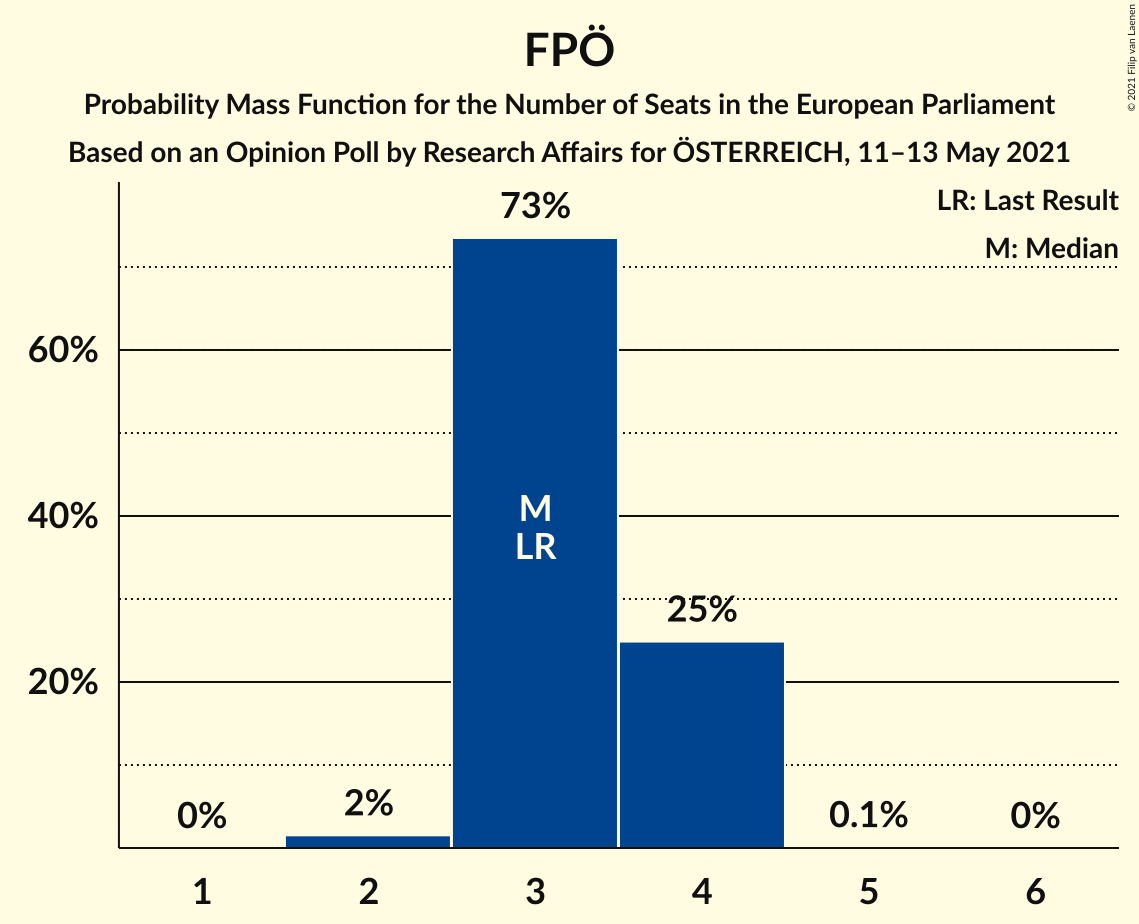 FPÖ
Probability Mass Function for the Number of Seats in the European Parliament
Based on an Opinion Poll by Research Affairs for ÖSTERREICH, 11–13 May 2021
© 2021 Filip van Laenen
LR: Last Result
M: Median
73%
60%
40%
20%
M
LR
25%
0%
2%
0.1%
0%
1 2 3 4 5 6